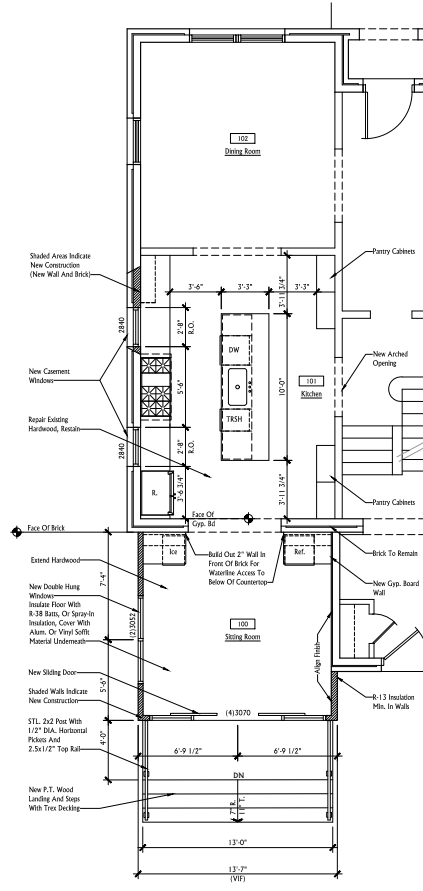 102
Dining Room
Shaded Areas Indicate
New Construction
(New Wall And Brick)
Pantry Cabinets
3'-6"
3'-3"
3'-3"
3'-11 3/4"
2840
2'-8"
R.O.
DW
New Casement
Windows
5'-6"
10'-0"
101
Kitchen
New Arched
Opening
TRSH
Repair Existing
Hardwood, Retain
2840
2'-8"
R.O.
R.
3'-6 3/4"
3'-11 3/4"
Pantry Cabinets
Face Of
Gyp. Bd
Face Of Brick
Ice
Build Out 2" Wall In
Front Of Brick For
Waterline Access To
Below Of Countertop
Ref.
Brick To Remain
Extend Hardwood
7'-4"
New Gyp. Board
Wall
New Double Hung
Windows
Insulate Floor With
R-38 Batts, Or Spray-In
Insulation, Cover With
Alum. Or Vinyl Soffit
Material Underneath
(2)3052
100
Sitting Room
Align Finish
5'-6"
New Sliding Door
Shaded Walls Indicate
New Construction
(4)3070
R-13 Insulation
Min. In Walls
STL. 2x2 Post With
1/2" DIA. Horizontal
Pickets And
2.5x1/2" Top Rail
4'-0"
6'-9 1/2"
6'-9 1/2"
DN
New P.T. Wood
Landing And Steps
With Trex Decking
7" R.
11" T.
13'-0"
13'-7"
(VIF)